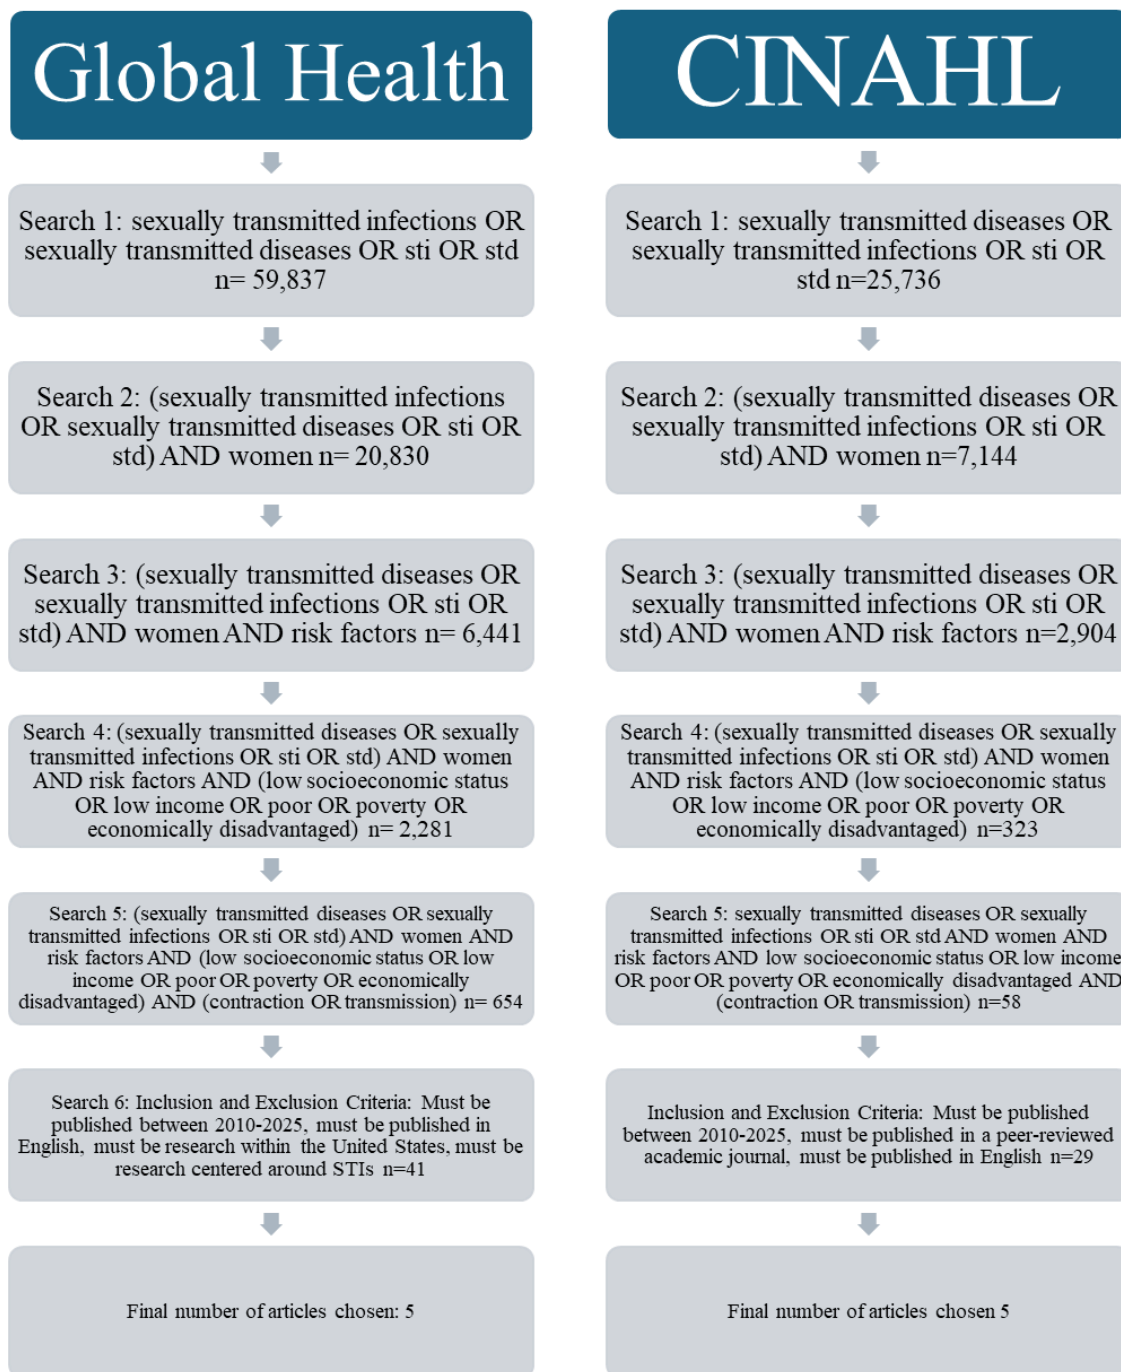 Global Health
Search 1: sexually transmitted infections OR
sexually transmitted diseases OR sti OR std
n= 59,837
Search 2: (sexually transmitted infections
OR sexually transmitted diseases OR sti OR
std) AND women n= 20,830
Search 3: (sexually transmitted diseases OR
sexually transmitted infections OR sti OR
std) AND women AND risk factors n= 6,441
Search 4: (sexually transmitted diseases OR sexually
transmitted infections OR sti OR std) AND women
AND risk factors AND (low socioeconomic status
OR low income OR poor OR poverty OR
economically disadvantaged) n= 2,281
Search 5: (sexually transmitted diseases OR sexually
transmitted infections OR sti OR std) AND women AND
risk factors AND (low socioeconomic status OR low
income OR poor OR poverty OR economically
disadvantaged) AND (contraction OR transmission) n= 654
Search 6: Inclusion and Exclusion Criteria: Must be
published between 2010-2025, must be published in
English, must be research within the United States, must be
research centered around STIs n=41
Final number of articles chosen: 5
CINAHL
Search 1: sexually transmitted diseases OR
sexually transmitted infections OR sti OR
std n=25,736
Search 2: (sexually transmitted diseases OR
sexually transmitted infections OR sti OR
std) AND women n=7,144
Search 3: (sexually transmitted diseases OR
sexually transmitted infections OR sti OR
std) AND women AND risk factors n=2,904
Search 4: (sexually transmitted diseases OR sexually
transmitted infections OR sti OR std) AND women
AND risk factors AND (low socioeconomic status
OR low income OR poor OR poverty OR
economically disadvantaged) n=323
Search 5: sexually transmitted diseases OR sexually
transmitted infections OR sti OR std AND women AND
risk factors AND low socioeconomic status OR low income
OR poor OR poverty OR economically disadvantaged AND
(contraction OR transmission) n=58
Inclusion and Exclusion Criteria: Must be published
between 2010-2025, must be published in a peer-reviewed
academic journal, must be published in English n=29
Final number of articles chosen 5